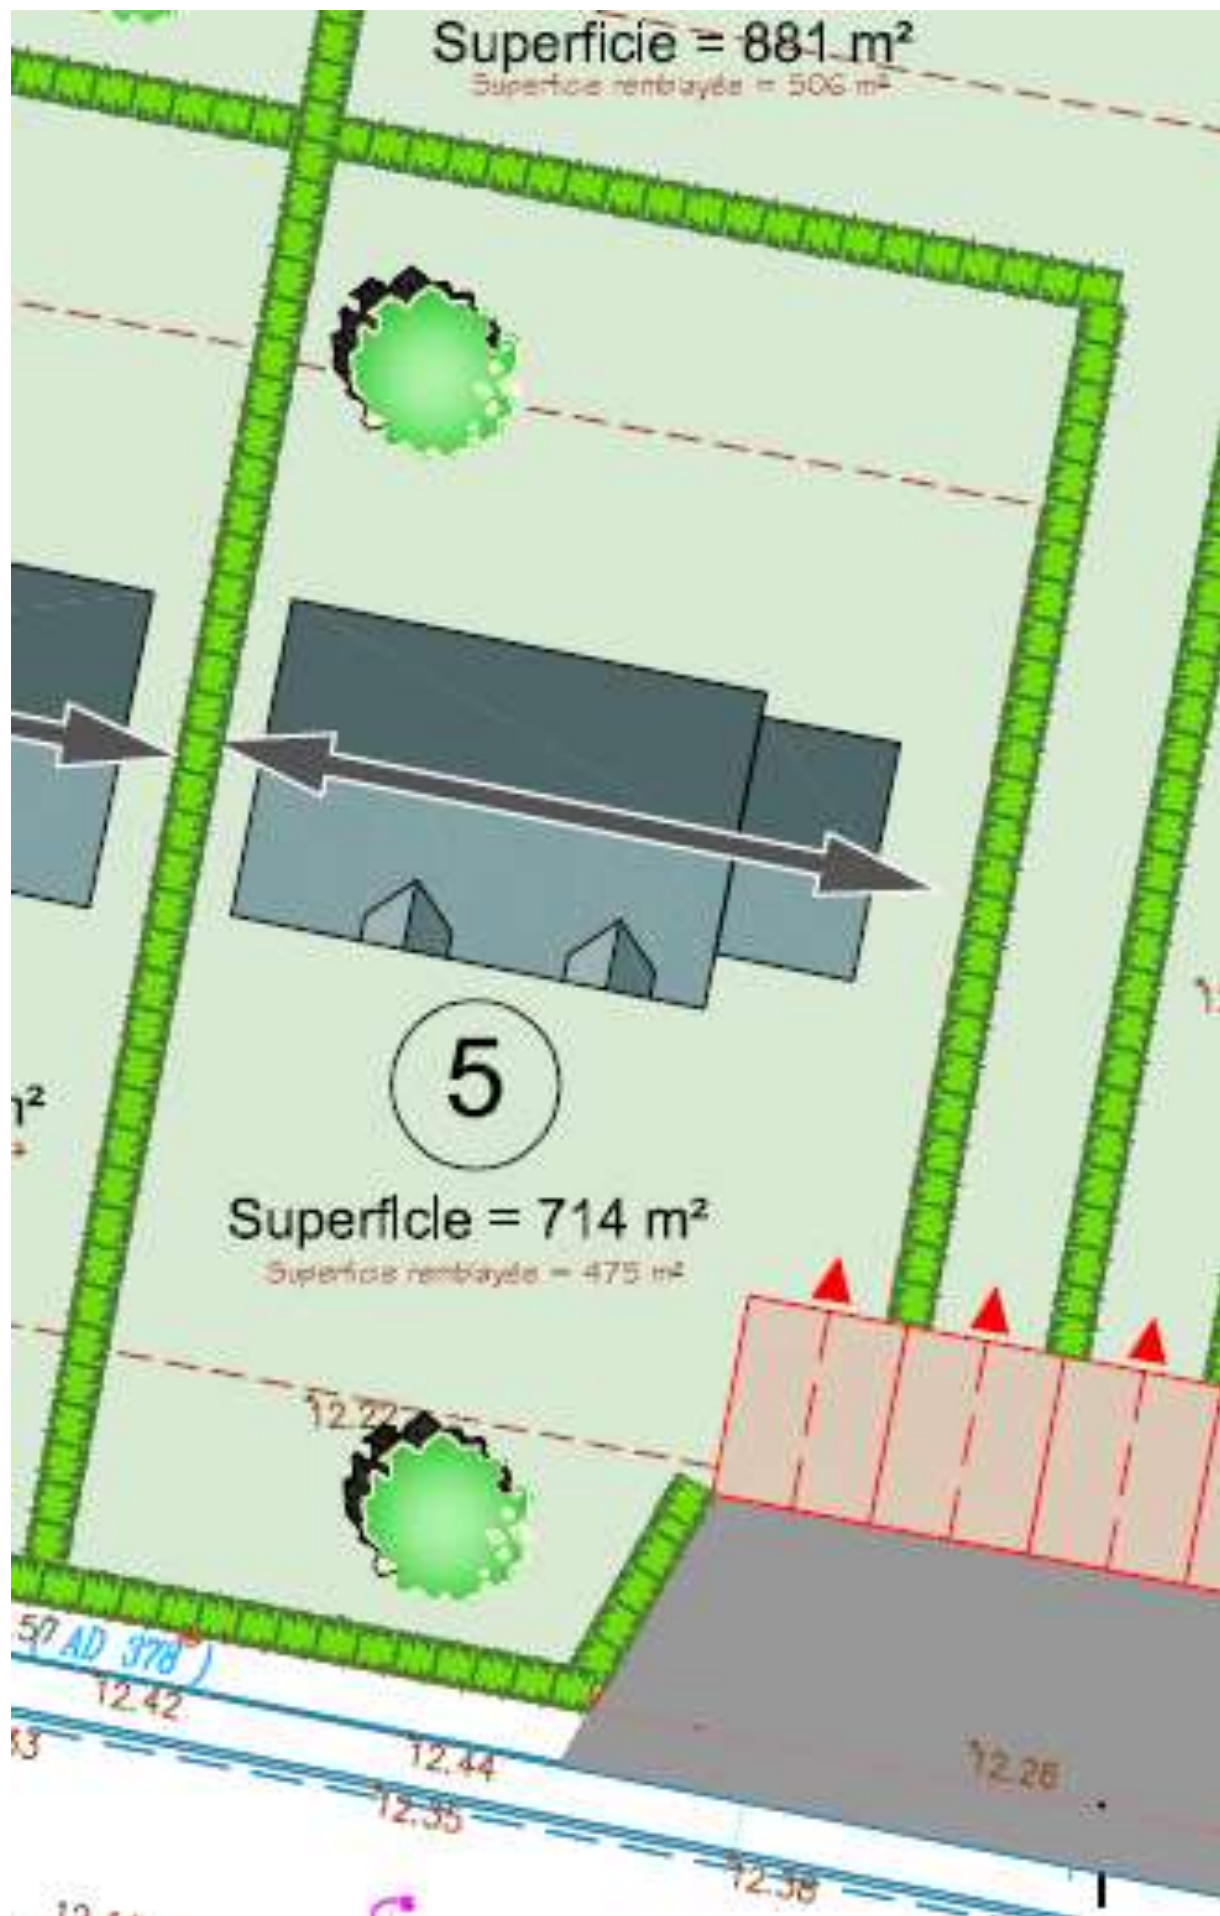 Superficie = 881 m²
Superficie remblayée = 506 m²
5
Superficie = 714 m²
Superficie remblayée = 475 m²
12.22
(AD 378)
12.42
12.44
12.35
12.26
12.38